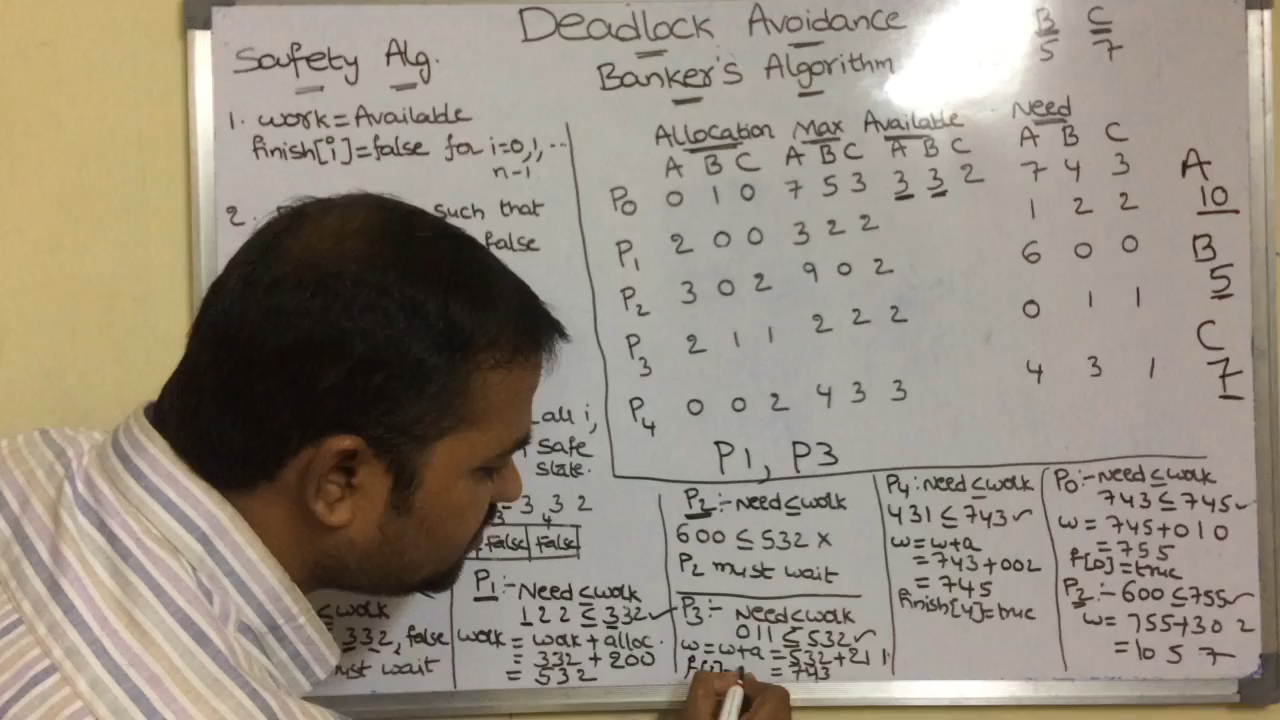 Deadlock Avoidance
Banker's Algorithm
B C
5 7
Safety Alg.
1. work = Available
finish[i] = false for i=0,1,..
n-1
2. such that
false
all i,
safe
state.
Allocation Max Available Need
A B C A B C A B C A B C
P0 0 1 0 7 5 3 3 3 2 7 4 3
P1 2 0 0 3 2 2 1 2 2
P2 3 0 2 9 0 2 6 0 0
P3 2 1 1 2 2 2 0 1 1
P4 0 0 2 4 3 3 4 3 1
A
10
B
5
C
7
P1, P3
3 3 2
3 4
False False
≤ work
332, false
must wait
P1:- Need ≤ work
122 ≤ 332 ✓
work = work + alloc.
= 332 + 200
= 532
P2:- Need ≤ work
600 ≤ 532 x
P2 must wait
P3:- Need ≤ work
011 ≤ 532 ✓
w = w+a = 532 + 211
= 743
P4: need ≤ work
431 ≤ 743 ✓
w = w+a
= 743 + 002
= 745
finish[4] = true
P0:- need ≤ work
743 ≤ 745 ✓
w = 745 + 010
= 755
f[0] = true
P2:- 600 ≤ 755 ✓
w = 755 + 302
= 10 5 7